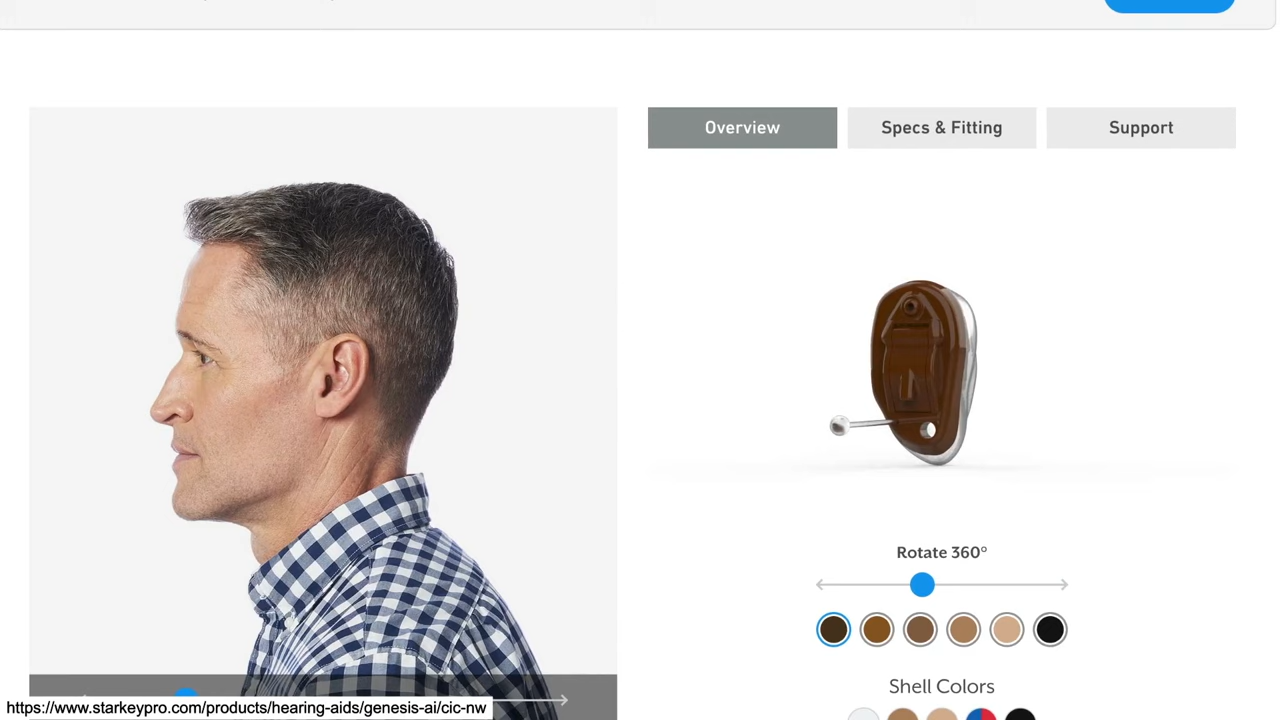 Overview
Specs & Fitting
Support
Rotate 360°
Shell Colors
https://www.starkeypro.com/products/hearing-aids/genesis-ai/cic-nw